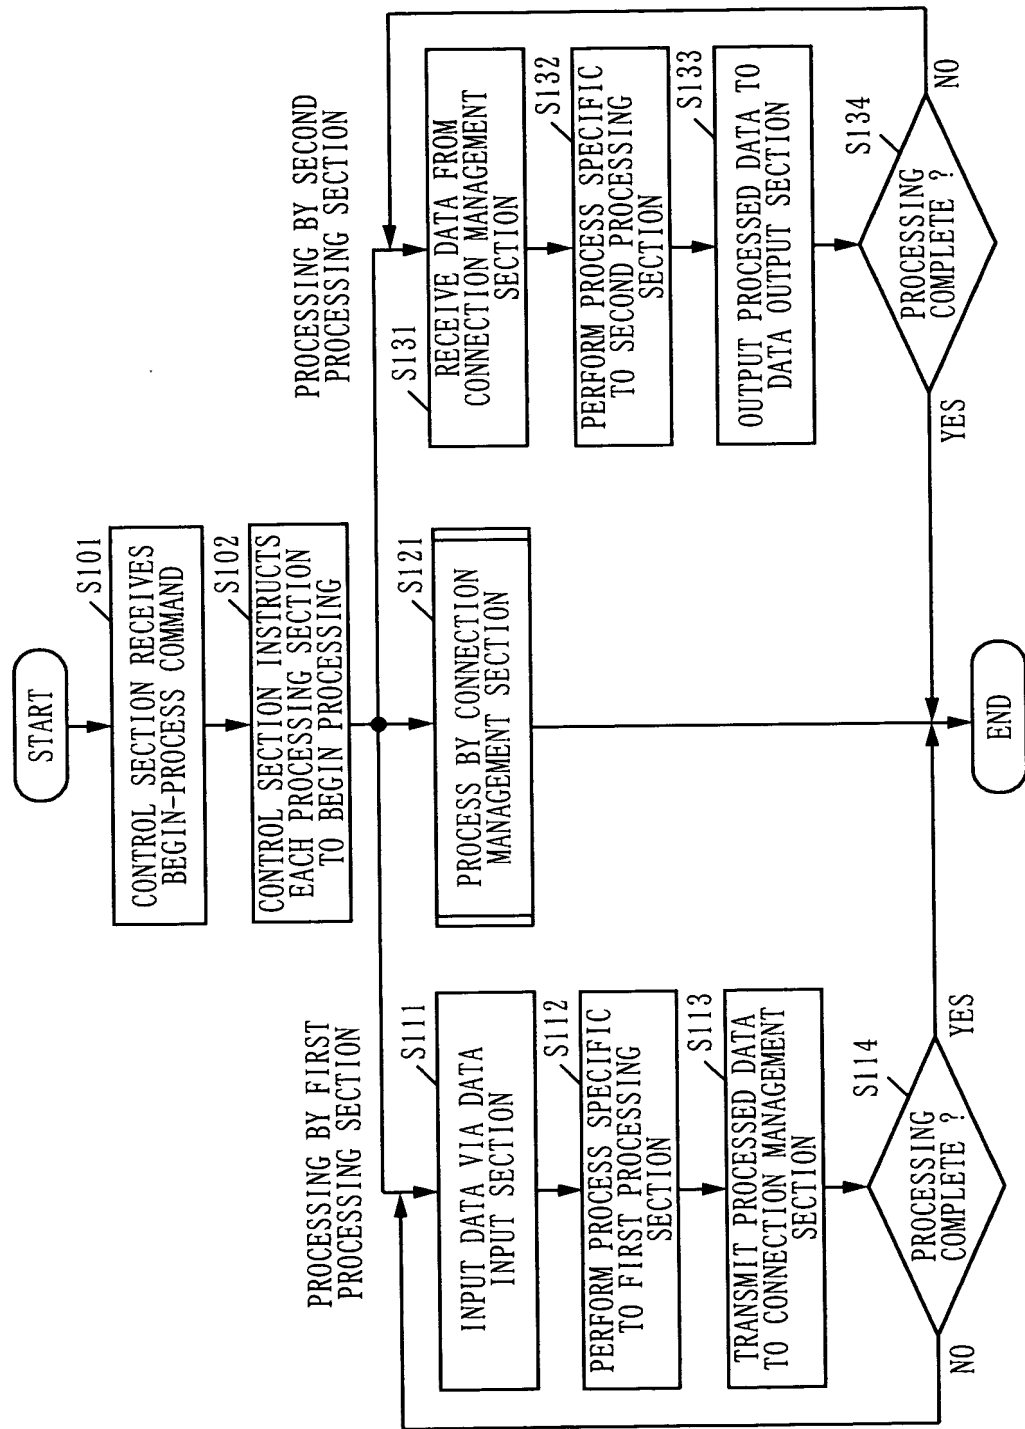 START
S101
CONTROL SECTION RECEIVES
BEGIN-PROCESS COMMAND
S102
CONTROL SECTION INSTRUCTS
EACH PROCESSING SECTION
TO BEGIN PROCESSING
PROCESSING BY FIRST
PROCESSING SECTION
S111
INPUT DATA VIA DATA
INPUT SECTION
S112
PERFORM PROCESS SPECIFIC
TO FIRST PROCESSING
SECTION
S113
TRANSMIT PROCESSED DATA
TO CONNECTION MANAGEMENT
SECTION
S114
PROCESSING
COMPLETE ?
NO
YES
S121
PROCESS BY CONNECTION
MANAGEMENT SECTION
PROCESSING BY SECOND
PROCESSING SECTION
S131
RECEIVE DATA FROM
CONNECTION MANAGEMENT
SECTION
S132
PERFORM PROCESS SPECIFIC
TO SECOND PROCESSING
SECTION
S133
OUTPUT PROCESSED DATA TO
DATA OUTPUT SECTION
S134
PROCESSING
COMPLETE ?
YES
NO
END